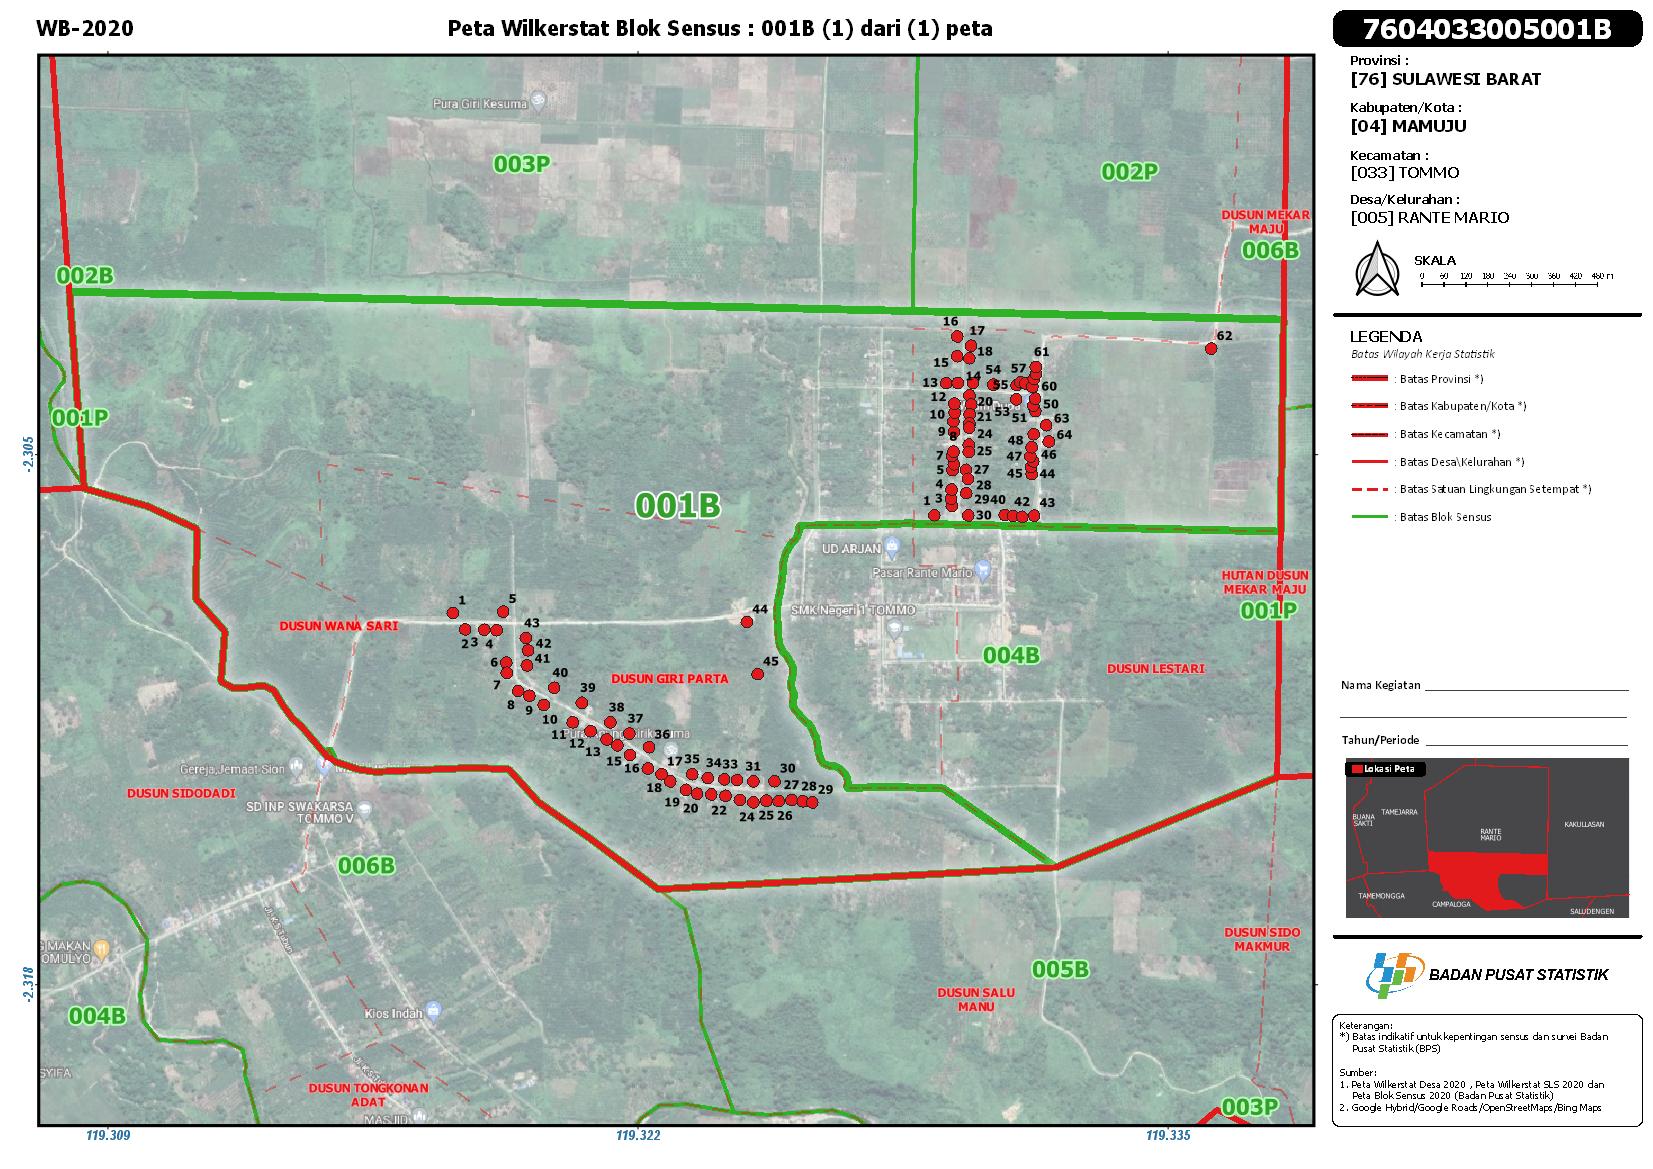 WB-2020
Peta Wilkerstat Blok Sensus : 001B (1) dari (1) peta
7604033005001B
Provinsi :
[76] SULAWESI BARAT
Kabupaten/Kota :
[04] MAMUJU
Kecamatan :
[033] TOMMO
Desa/Kelurahan :
[005] RANTE MARIO
SKALA
0 60 120 180 240 300 360 420 480 m
LEGENDA
Batas Wilayah Kerja Statistik
: Batas Provinsi *)
: Batas Kabupaten/Kota *)
: Batas Kecamatan *)
: Batas Desa\Kelurahan *)
: Batas Satuan Lingkungan Setempat *)
: Batas Blok Sensus
Nama Kegiatan
Tahun/Periode
Lokasi Peta
BUANA
SAKTI
TAMEJARRA
RANTE
MARIO
KAKULLASAN
TAMEMONGGA
CAMPALOGA
SALUDENGEN
BADAN PUSAT STATISTIK
Keterangan:
*) Batas indikatif untuk kepentingan sensus dan survei Badan
Pusat Statistik (BPS)
Sumber:
1. Peta Wilkerstat Desa 2020 , Peta Wilkerstat SLS 2020 dan
Peta Blok Sensus 2020 (Badan Pusat Statistik)
2. Google Hybrid/Google Roads/OpenStreetMaps/Bing Maps
Pura Giri Kesuma
003P
002P
DUSUN MEKAR
MAJU
006B
002B
001P
16
17
62
15
18
61
13
14
54
55
57
60
12
20
53
51
50
10
21
63
9
8
24
48
64
7
25
47
46
5
27
45
44
4
28
1
3
29
40
42
43
30
001B
UD ARJAN
Pasar Rante Mario
HUTAN DUSUN
MEKAR MAJU
001P
SMK Negeri 1 TOMMO
004B
DUSUN LESTARI
DUSUN WANA SARI
1
5
44
2
3
4
43
42
6
41
45
7
40
DUSUN GIRI PARTA
8
9
39
10
38
11
12
37
13
36
15
16
17
35
34
33
31
30
18
27
28
29
19
20
22
24
25
26
Gereja Jemaat Sion
DUSUN SIDODADI
SD INP SWAKARSA
TOMMO V
006B
MAKAN
OMULYO
004B
Kios Indah
SYIFA
DUSUN TONGKONAN
ADAT
MASJID
DUSUN SIDO
MAKMUR
005B
DUSUN SALU
MANU
003P
-2.305
-2.318
119.309
119.322
119.335